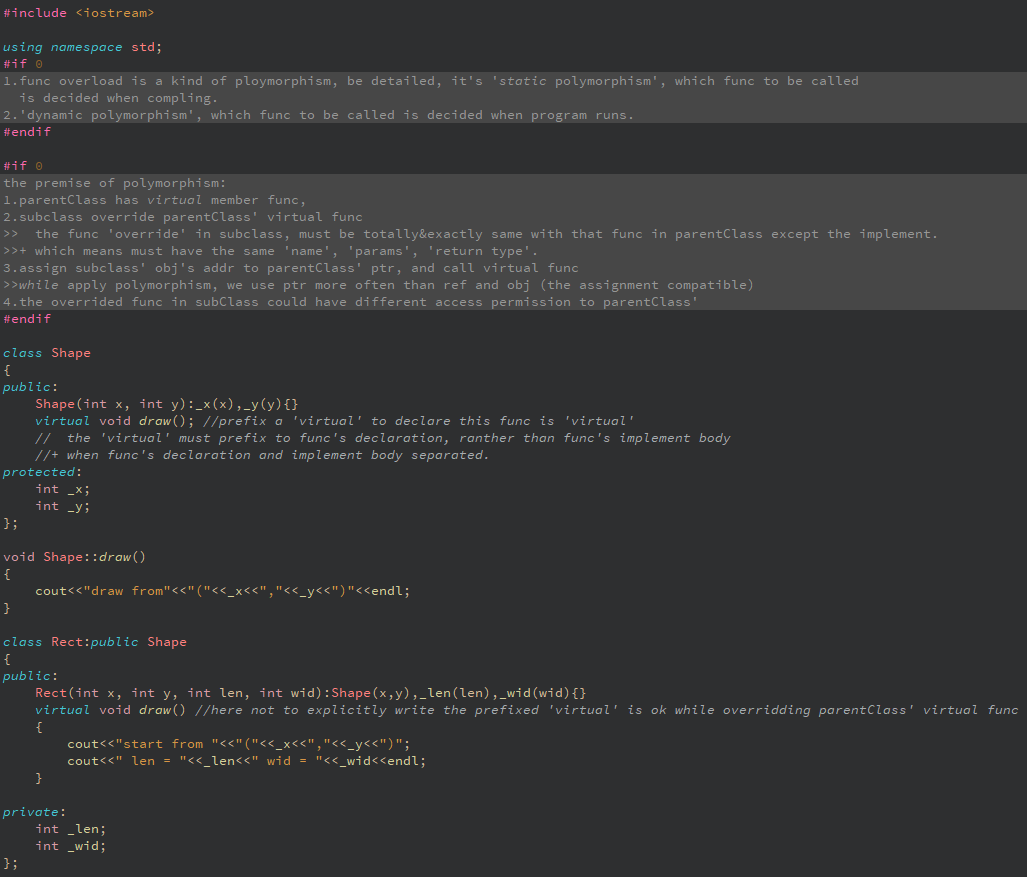 #include <iostream>

using namespace std;
#if 0
1.func overload is a kind of ploymorphism, be detailed, it's 'static polymorphism', which func to be called
  is decided when compling.
2.'dynamic polymorphism', which func to be called is decided when program runs.
#endif

#if 0
the premise of polymorphism:
1.parentClass has virtual member func,
2.subclass override parentClass' virtual func
>>  the func 'override' in subclass, must be totally&exactly same with that func in parentClass except the implement.
>>+ which means must have the same 'name', 'params', 'return type'.
3.assign subclass' obj's addr to parentClass' ptr, and call virtual func
>>while apply polymorphism, we use ptr more often than ref and obj (the assignment compatible)
4.the overrided func in subClass could have different access permission to parentClass'
#endif

class Shape
{
public:
    Shape(int x, int y):_x(x),_y(y){}
    virtual void draw(); //prefix a 'virtual' to declare this func is 'virtual'
    //  the 'virtual' must prefix to func's declaration, ranther than func's implement body
    //+ when func's declaration and implement body separated.
protected:
    int _x;
    int _y;
};

void Shape::draw()
{
    cout<<"draw from"<<"("<<_x<<","<<_y<<")"<<endl;
}

class Rect:public Shape
{
public:
    Rect(int x, int y, int len, int wid):Shape(x,y),_len(len),_wid(wid){}
    virtual void draw() //here not to explicitly write the prefixed 'virtual' is ok while overridding parentClass' virtual func
    {
        cout<<"start from "<<"("<<_x<<","<<_y<<")";
        cout<<" len = "<<_len<<" wid = "<<_wid<<endl;
    }

private:
    int _len;
    int _wid;
};